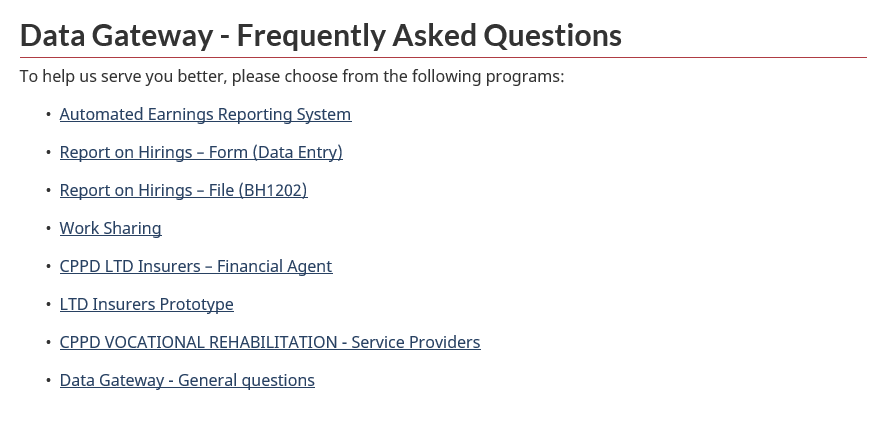 Data Gateway - Frequently Asked Questions
To help us serve you better, please choose from the following programs:
• Automated Earnings Reporting System
• Report on Hirings – Form (Data Entry)
• Report on Hirings – File (BH1202)
• Work Sharing
• CPPD LTD Insurers – Financial Agent
• LTD Insurers Prototype
• CPPD VOCATIONAL REHABILITATION - Service Providers
• Data Gateway - General questions